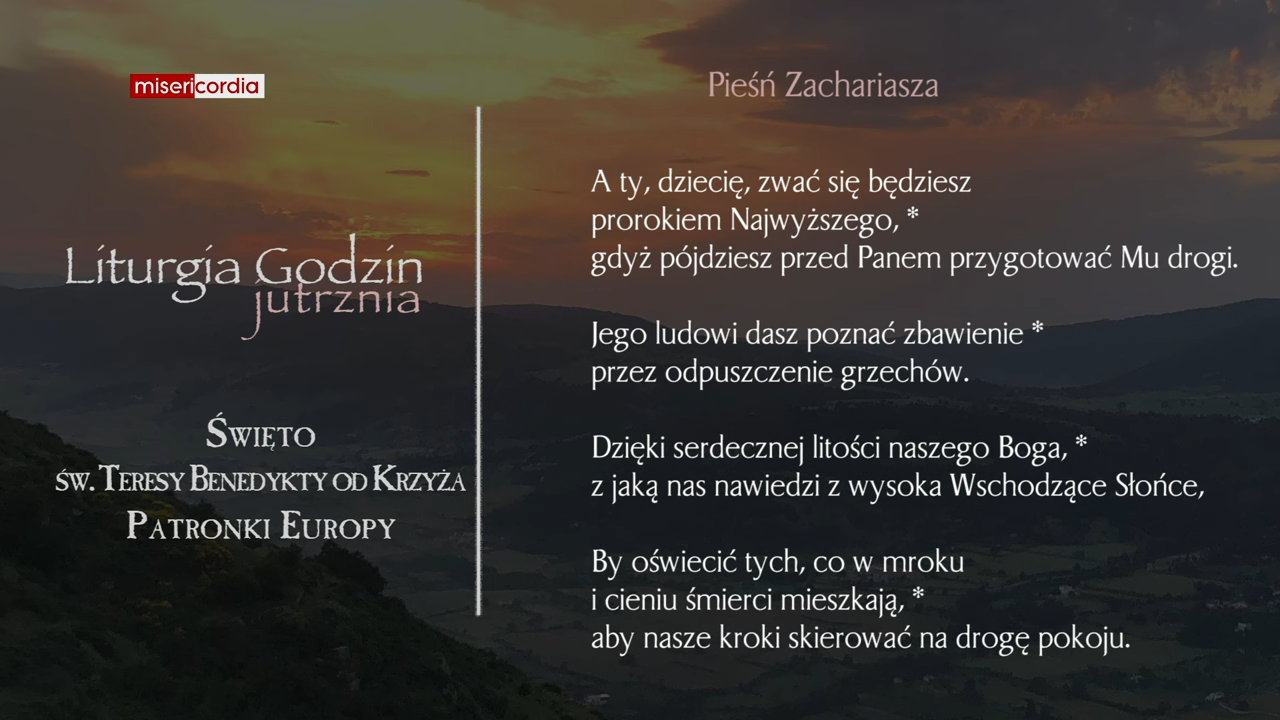 misericordia
Liturgia Godzin
jutrznia
Święto
św. Teresy Benedykty od Krzyża
Patronki Europy
Pieśń Zachariasza
A ty, dziecię, zwać się będziesz
prorokiem Najwyższego, *
gdyż pójdziesz przed Panem przygotować Mu drogi.
Jego ludowi dasz poznać zbawienie *
przez odpuszczenie grzechów.
Dzięki serdecznej litości naszego Boga, *
z jaką nas nawiedzi z wysoka Wschodzące Słońce,
By oświecić tych, co w mroku
i cieniu śmierci mieszkają, *
aby nasze kroki skierować na drogę pokoju.